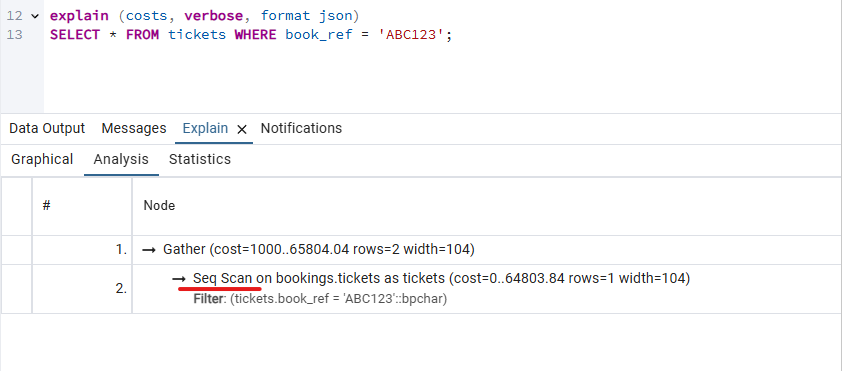 12 explain (costs, verbose, format json)
13 SELECT * FROM tickets WHERE book_ref = 'ABC123';
Data Output Messages Explain × Notifications
Graphical Analysis Statistics
# Node
1. → Gather (cost=1000..65804.04 rows=2 width=104)
2. → Seq Scan on bookings.tickets as tickets (cost=0..64803.84 rows=1 width=104)
Filter: (tickets.book_ref = 'ABC123'::bpchar)